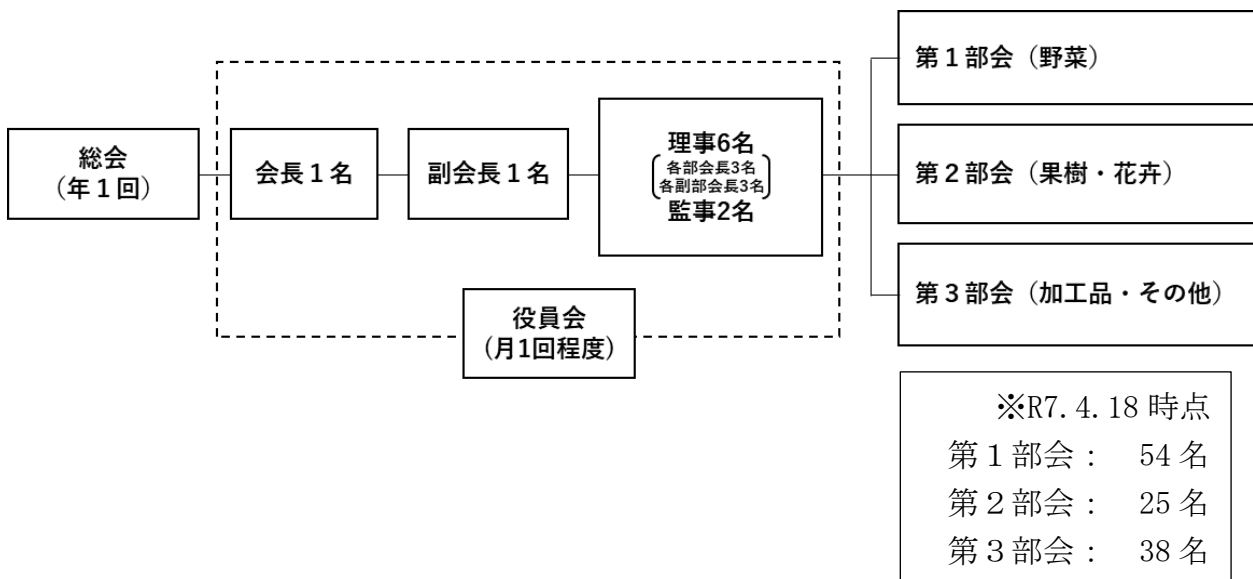 総会
(年１回)
会長１名
副会長１名
理事6名
各部会長3名
各副部会長3名
監事2名
役員会
(月1回程度)
第１部会（野菜）
第２部会（果樹・花卉）
第３部会（加工品・その他）
※R7.4.18 時点
第１部会： 54 名
第２部会： 25 名
第３部会： 38 名